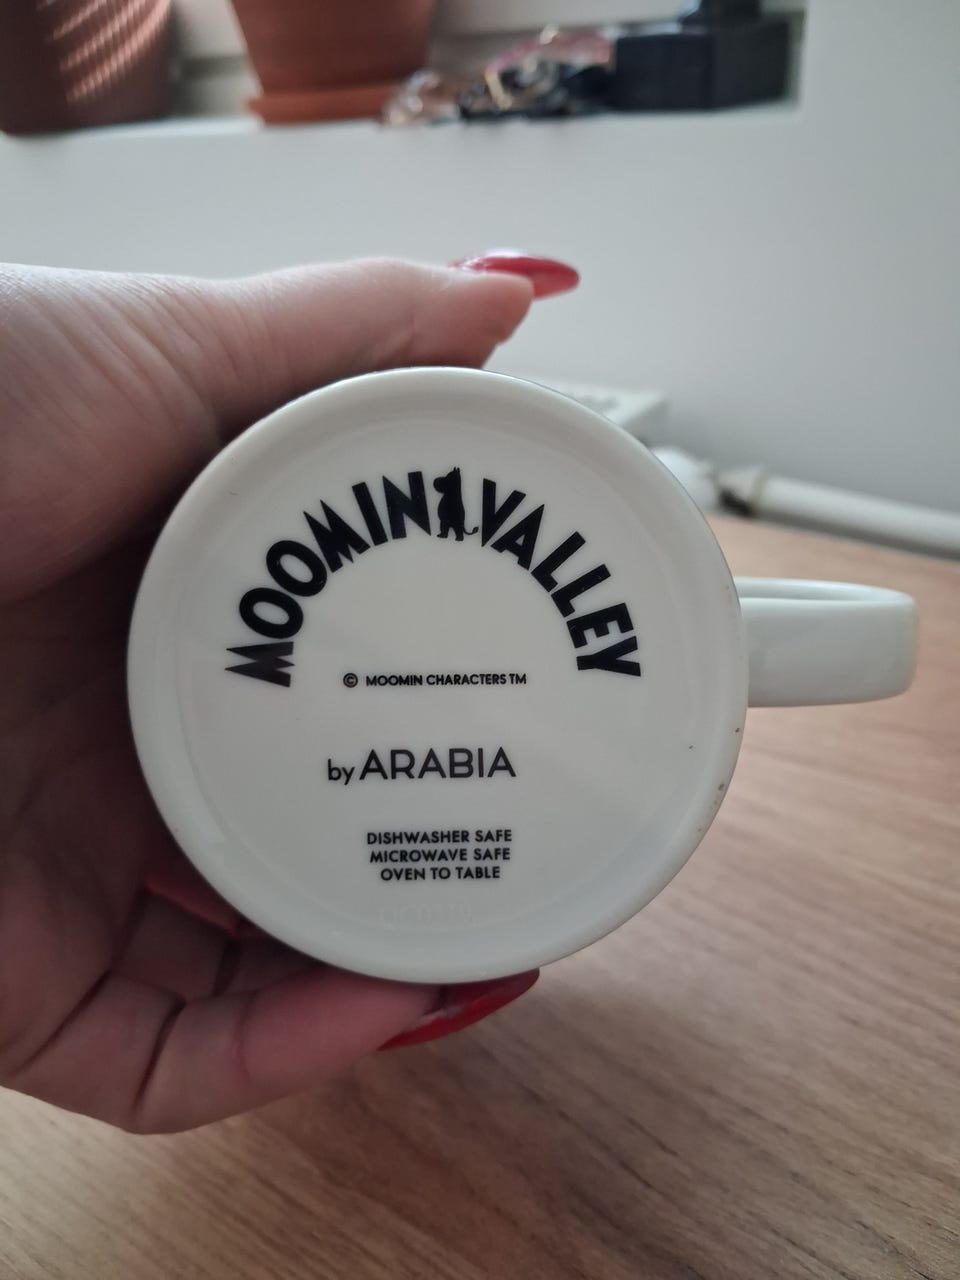 MOOMINVALLEY
© MOOMIN CHARACTERS TM
by ARABIA
DISHWASHER SAFE
MICROWAVE SAFE
OVEN TO TABLE